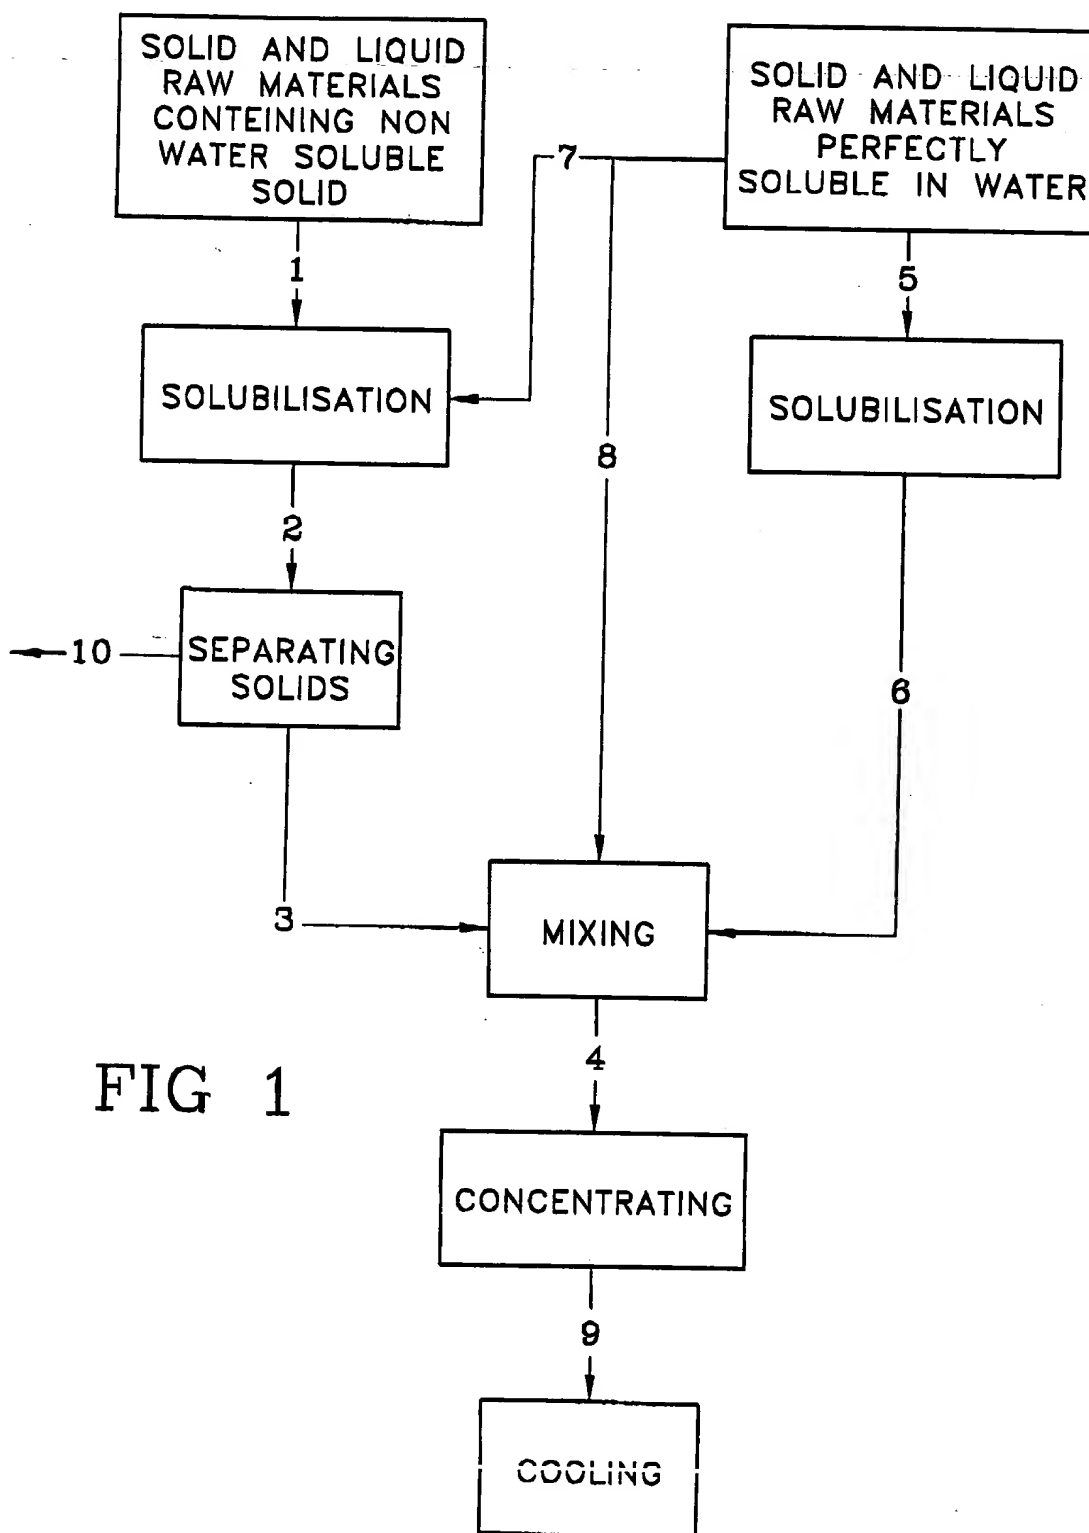 SOLID AND LIQUID
RAW MATERIALS
CONTEINING NON
WATER SOLUBLE
SOLID
SOLID AND LIQUID
RAW MATERIALS
PERFECTLY
SOLUBLE IN WATER
7
1
5
SOLUBILISATION
SOLUBILISATION
8
2
10
SEPARATING
SOLIDS
6
3
MIXING
4
FIG 1
CONCENTRATING
9
COOLING